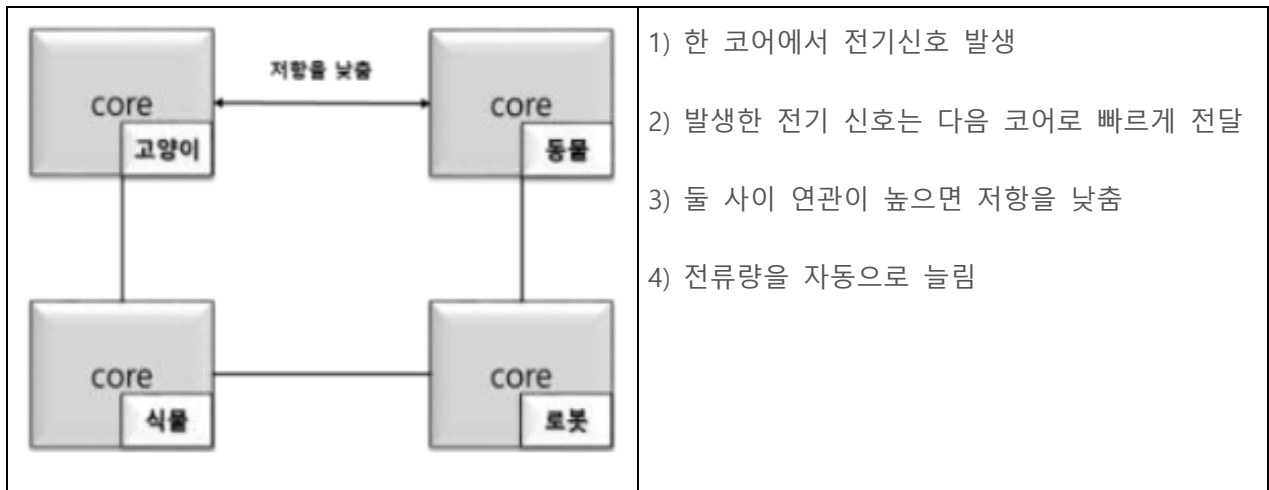 저항을 낮춤
core
고양이
core
동물
core
식물
core
로봇
1) 한 코어에서 전기신호 발생
2) 발생한 전기 신호는 다음 코어로 빠르게 전달
3) 둘 사이 연관이 높으면 저항을 낮춤
4) 전류량을 자동으로 늘림